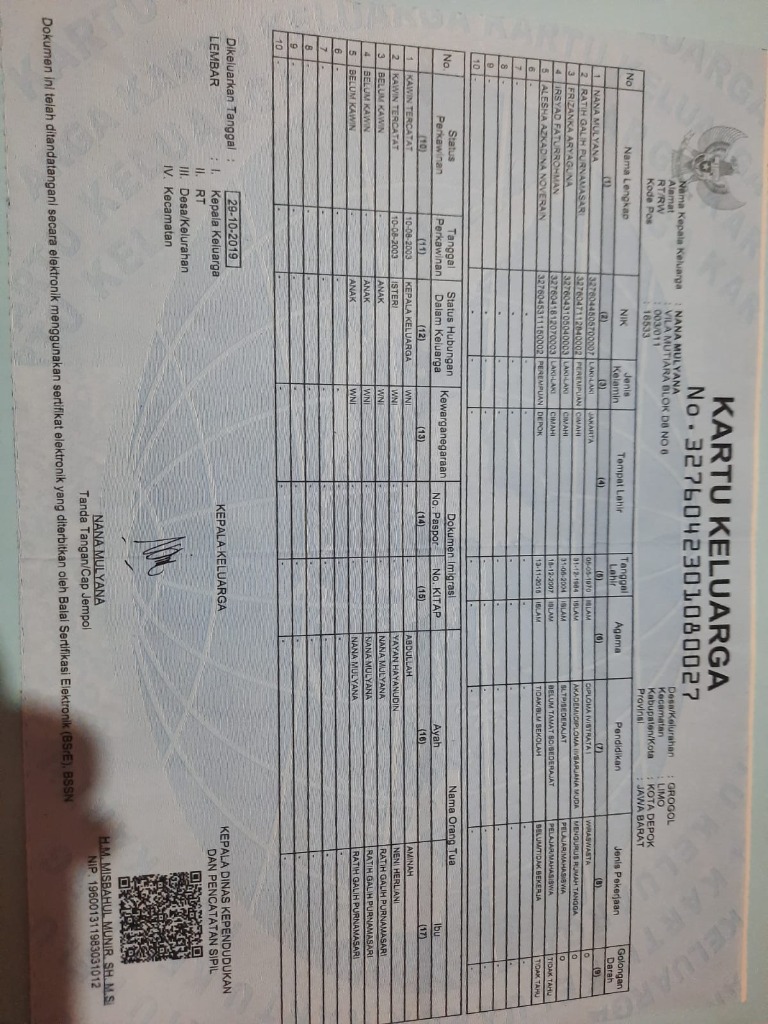 KARTU KELUARGA
No. 3276042301080027
Nama Kepala Keluarga : NANA MULYANA
Alamat : VILA MUTIARA BLOK D8 NO 6
RT/RW : 003/011
Kode Pos : 16533
Desa/Kelurahan : GROGOL
Kecamatan : LIMO
Kabupaten/Kota : KOTA DEPOK
Provinsi : JAWA BARAT
No Nama Lengkap NIK Jenis Kelamin Tempat Lahir Tanggal Lahir Agama Pendidikan Jenis Pekerjaan Golongan Darah
(1) (2) (3) (4) (5) (6) (7) (8) (9)
1 NANA MULYANA LAKI-LAKI JAKARTA ISLAM DIPLOMA IV/STRATA I WIRASWASTA O
2 RATIH GALIH PURNAMASARI PEREMPUAN CIMAHI 31-12-1984 ISLAM AKADEMI/DIPLOMA III/SARJANA MUDA MENGURUS RUMAH TANGGA
3 FRIZANKA ARYAGUNA LAKI-LAKI CIMAHI 31-08-2004 ISLAM SLTP/SEDERAJAT PELAJAR/MAHASISWA O
4 IRSYAD FATURROHMAN 3276041612070003 LAKI-LAKI CIMAHI 16-12-2007 ISLAM BELUM TAMAT SD/SEDERAJAT PELAJAR/MAHASISWA TIDAK TAHU
5 ALESHA AZKADINA NOVERAIN 3276045311150002 PEREMPUAN DEPOK 13-11-2015 ISLAM TIDAK/BLM SEKOLAH BELUM/TIDAK BEKERJA TIDAK TAHU
6 - - - - - - - - -
7 - - - - - - - - -
8 - - - - - - - - -
9 - - - - - - - - -
10 - - - - - - - - -
No Status Perkawinan Tanggal Perkawinan Status Hubungan Dalam Keluarga Kewarganegaraan Dokumen Imigrasi Nama Orang Tua
No. Paspor No. KITAP Ayah Ibu
(10) (11) (12) (13) (14) (15) (16) (17)
1 KAWIN TERCATAT 10-08-2003 KEPALA KELUARGA WNI - - ABDULLAH AMINAH
2 KAWIN TERCATAT 10-08-2003 ISTERI WNI - - YAYAN HAYANUDIN NENI HERLIANI
3 BELUM KAWIN - ANAK WNI - - NANA MULYANA RATIH GALIH PURNAMASARI
4 BELUM KAWIN - ANAK WNI - - NANA MULYANA RATIH GALIH PURNAMASARI
5 BELUM KAWIN - ANAK WNI - - NANA MULYANA RATIH GALIH PURNAMASARI
6 - - - - - - - -
7 - - - - - - - -
8 - - - - - - - -
9 - - - - - - - -
10 - - - - - - - -
Dikeluarkan Tanggal : 29-10-2019
LEMBAR : I. Kepala Keluarga
II. RT
III. Desa/Kelurahan
IV. Kecamatan
KEPALA KELUARGA
NANA MULYANA
Tanda Tangan/Cap Jempol
KEPALA DINAS KEPENDUDUKAN
DAN PENCATATAN SIPIL
H.M. MISBAHUL MUNIR, SH, M.Si
NIP. 196001311983031012
Dokumen ini telah ditandatangani secara elektronik menggunakan sertifikat elektronik yang diterbitkan oleh Balai Sertifikasi Elektronik (BSrE), BSSN